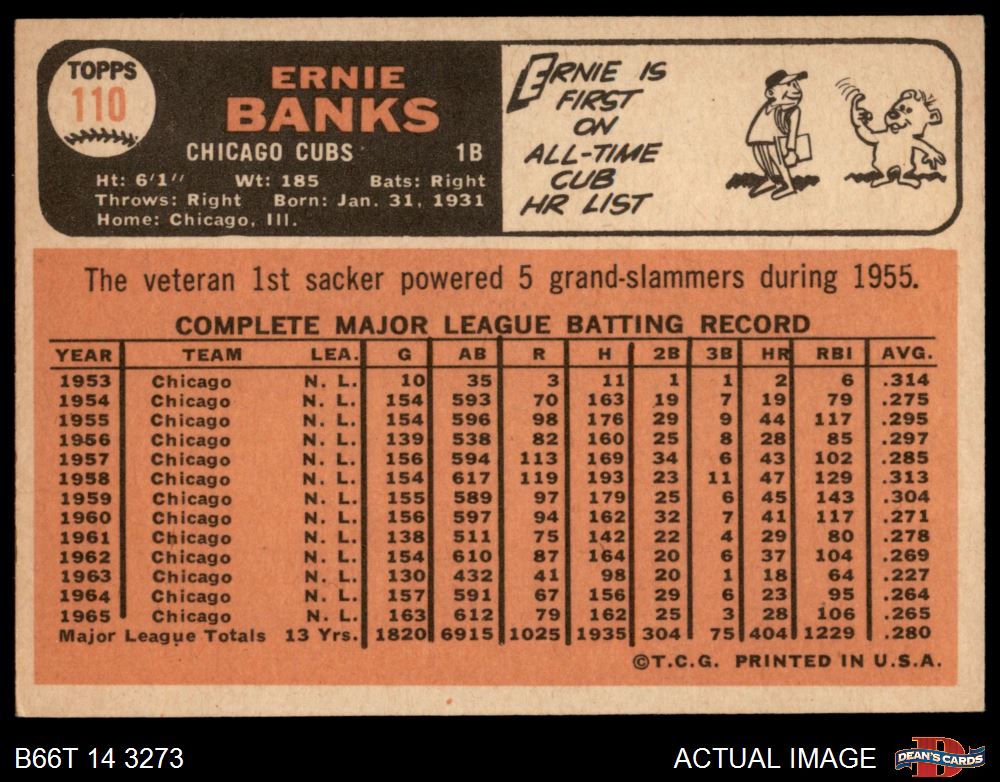 TOPPS
110
ERNIE
BANKS
CHICAGO CUBS 1B
Ht: 6'1" Wt: 185 Bats: Right
Throws: Right Born: Jan. 31, 1931
Home: Chicago, Ill.
ERNIE IS
FIRST
ON
ALL-TIME
CUB
HR LIST
The veteran 1st sacker powered 5 grand-slammers during 1955.
COMPLETE MAJOR LEAGUE BATTING RECORD
YEAR TEAM LEA. G AB R H 2B 3B HR RBI AVG.
1953 Chicago N. L. 10 35 3 11 1 1 2 6 .314
1954 Chicago N. L. 154 593 70 163 19 7 19 79 .275
1955 Chicago N. L. 154 596 98 176 29 9 44 117 .295
1956 Chicago N. L. 139 538 82 160 25 8 28 85 .297
1957 Chicago N. L. 156 594 113 169 34 6 43 102 .285
1958 Chicago N. L. 154 617 119 193 23 11 47 129 .313
1959 Chicago N. L. 155 589 97 179 25 6 45 143 .304
1960 Chicago N. L. 156 597 94 162 32 7 41 117 .271
1961 Chicago N. L. 138 511 75 142 22 4 29 80 .278
1962 Chicago N. L. 154 610 87 164 20 6 37 104 .269
1963 Chicago N. L. 130 432 41 98 20 1 18 64 .227
1964 Chicago N. L. 157 591 67 156 29 6 23 95 .264
1965 Chicago N. L. 163 612 79 162 25 3 28 106 .265
Major League Totals 13 Yrs. 1820 6915 1025 1935 304 75 404 1229 .280
©T.C.G. PRINTED IN U.S.A.
B66T 14 3273 ACTUAL IMAGE D DEAN'S CARDS